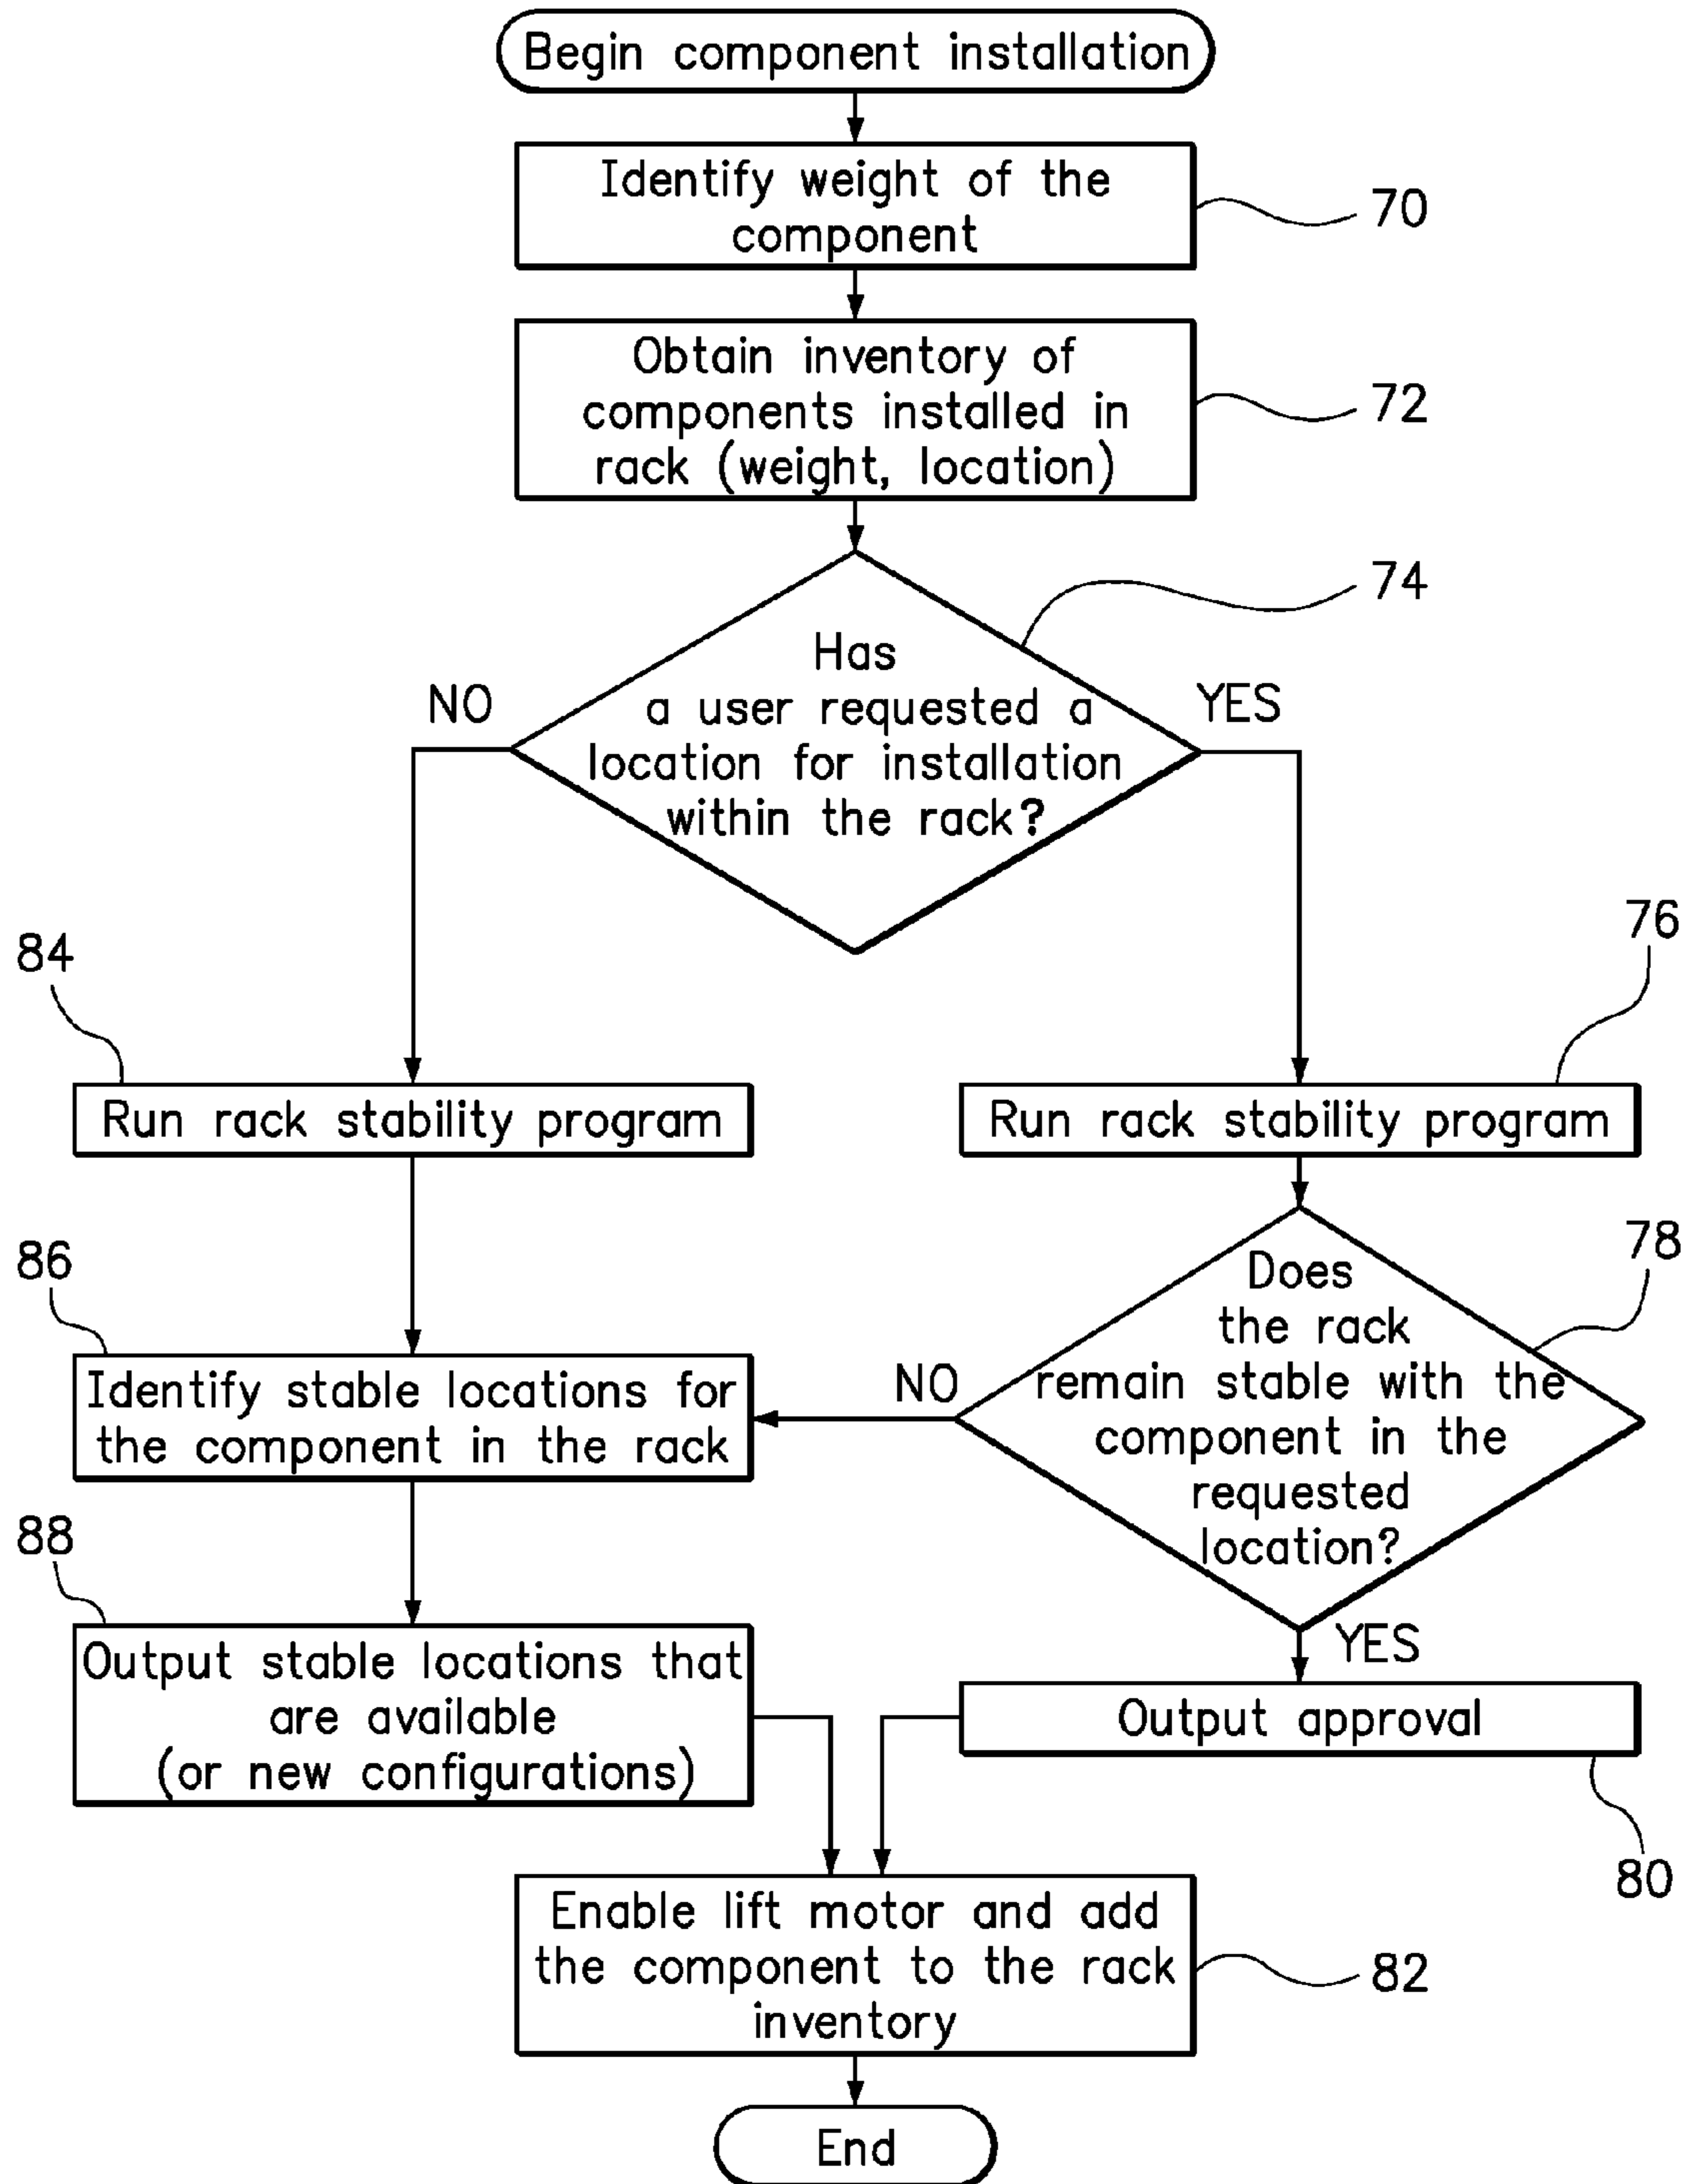 Begin component installation
Identify weight of the
component
70
Obtain inventory of
components installed in
rack (weight, location)
72
74
Has
a user requested a
location for installation
within the rack?
NO
YES
84
76
Run rack stability program
Run rack stability program
86
78
Identify stable locations for
the component in the rack
NO
Does
the rack
remain stable with the
component in the
requested
location?
88
YES
Output stable locations that
are available
(or new configurations)
Output approval
80
Enable lift motor and add
the component to the rack
inventory
82
End